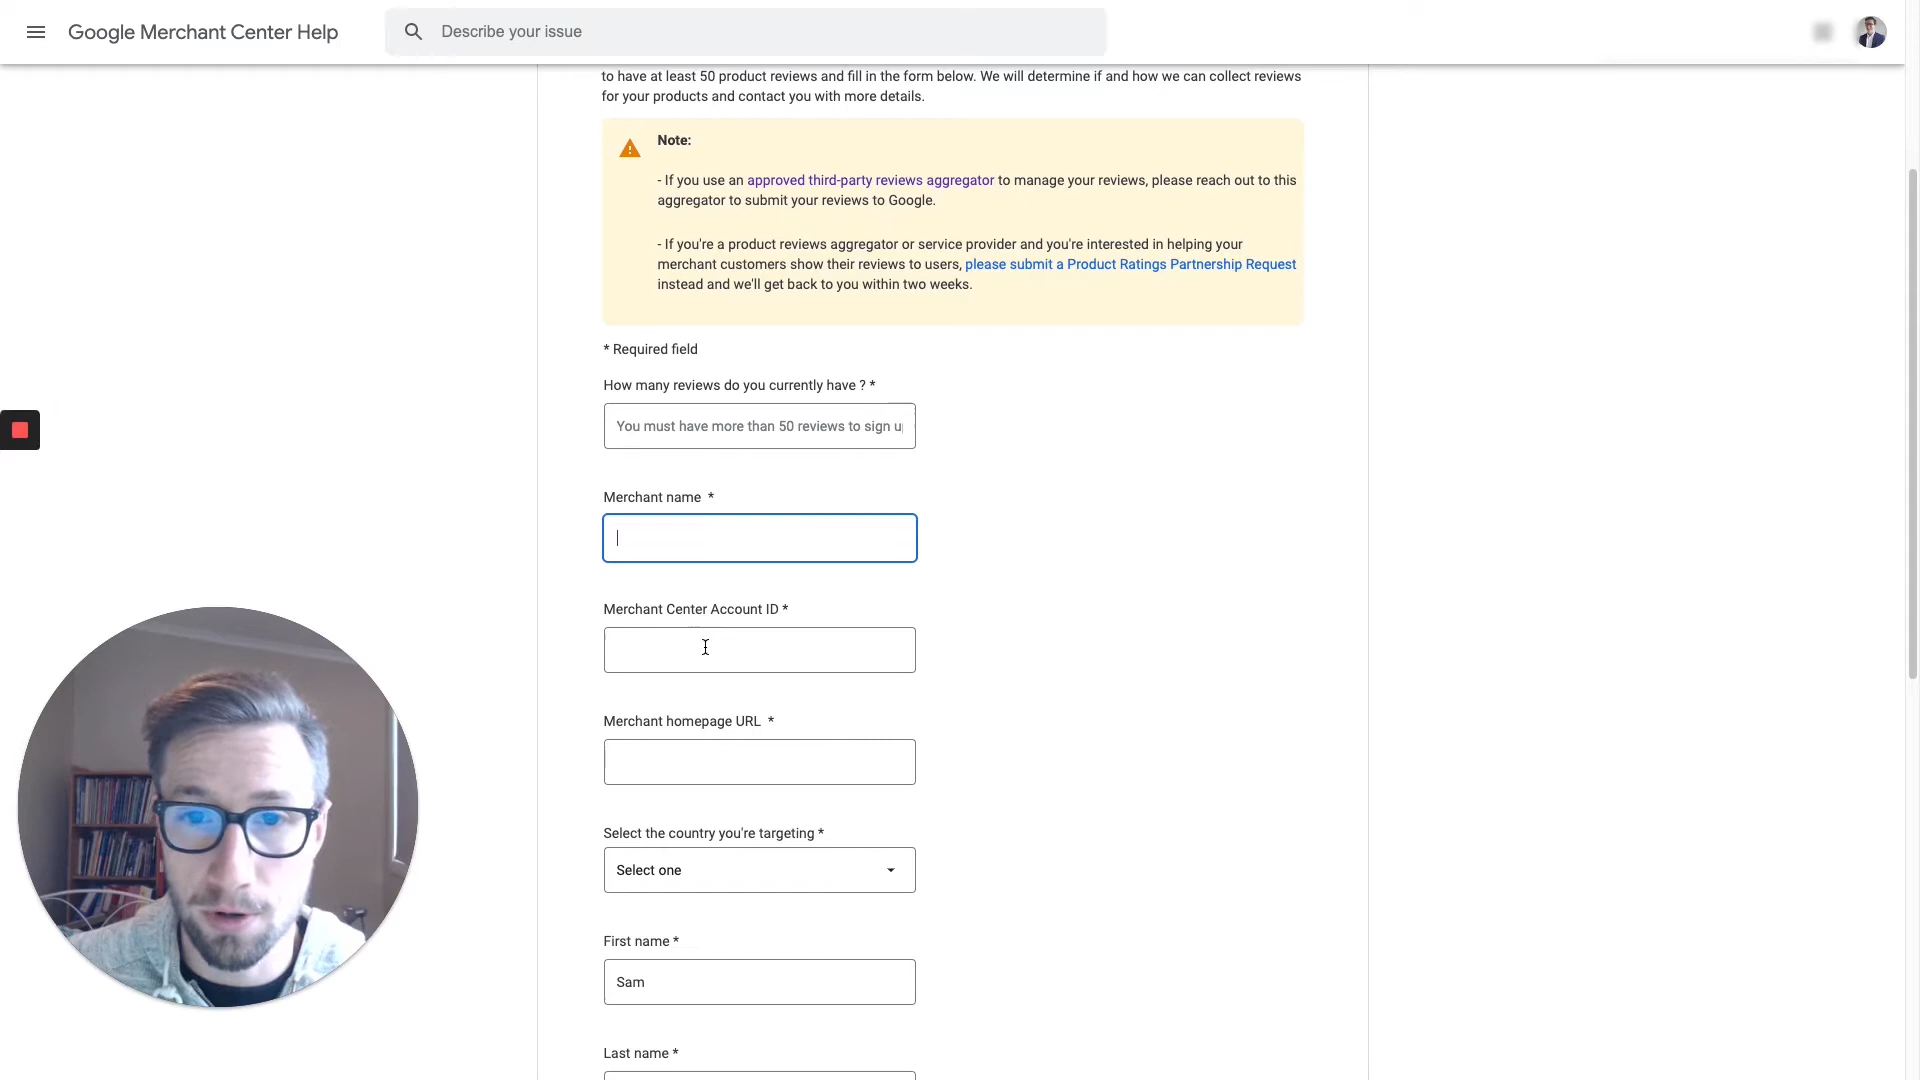 Google Merchant Center Help
Describe your issue
to have at least 50 product reviews and fill in the form below. We will determine if and how we can collect reviews
for your products and contact you with more details.
Note:
- If you use an approved third-party reviews aggregator to manage your reviews, please reach out to this
aggregator to submit your reviews to Google.
- If you're a product reviews aggregator or service provider and you're interested in helping your
merchant customers show their reviews to users, please submit a Product Ratings Partnership Request
instead and we'll get back to you within two weeks.
* Required field
How many reviews do you currently have ? *
You must have more than 50 reviews to sign u
Merchant name *
Merchant Center Account ID *
Merchant homepage URL *
Select the country you're targeting *
Select one
First name *
Sam
Last name *